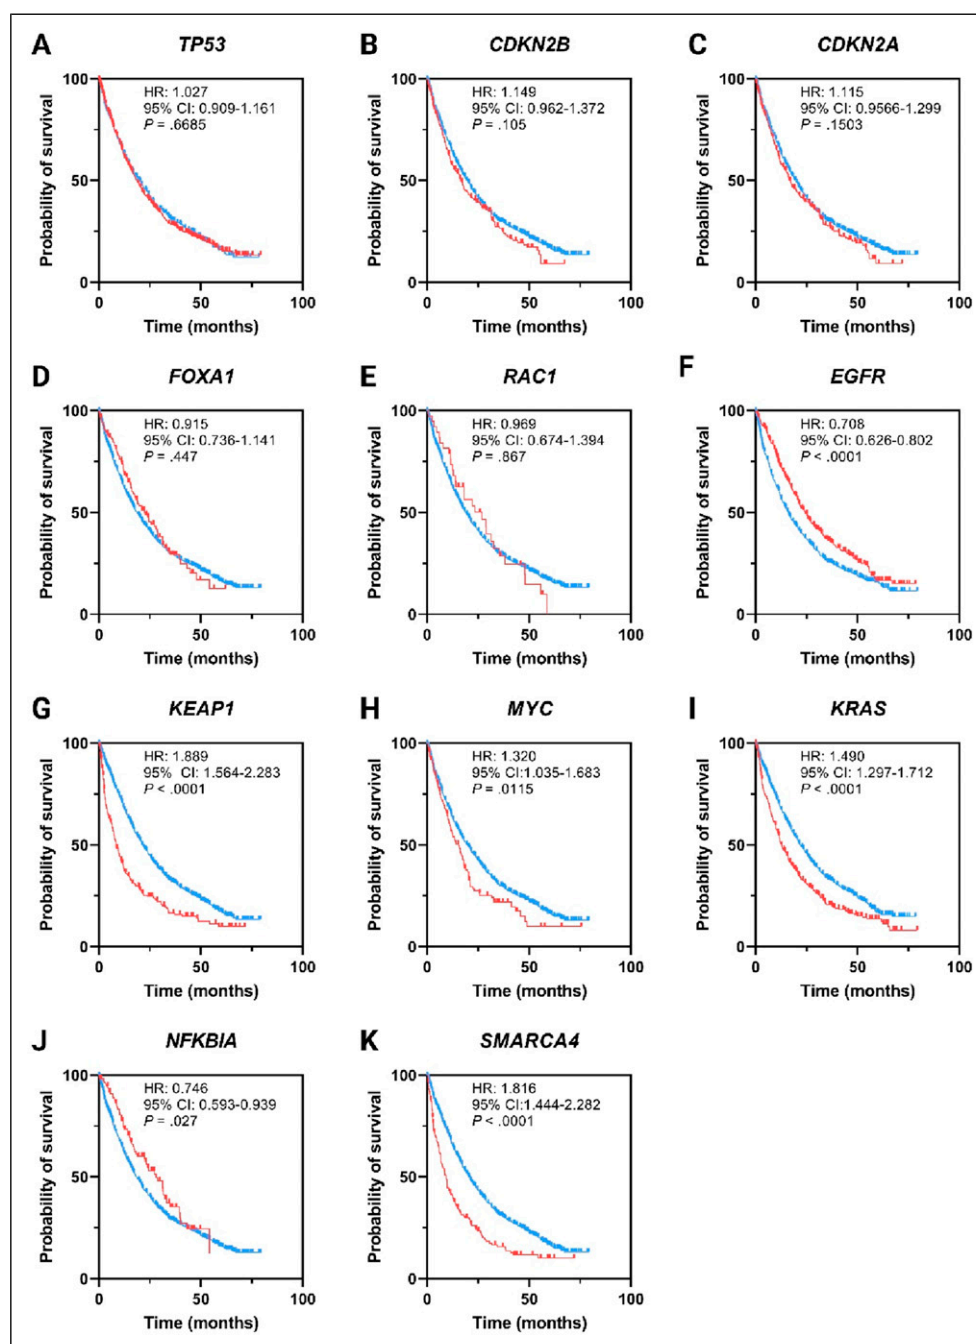 A TP53
B CDKN2B
C CDKN2A
Probability of survival
100
50
0
HR: 1.027
95% CI: 0.909-1.161
P = .6685
0 50 100
Time (months)
Probability of survival
100
50
0
HR: 1.149
95% CI: 0.962-1.372
P = .105
0 50 100
Time (months)
Probability of survival
100
50
0
HR: 1.115
95% CI: 0.9566-1.299
P = .1503
0 50 100
Time (months)
D FOXA1
E RAC1
F EGFR
Probability of survival
100
50
0
HR: 0.915
95% CI: 0.736-1.141
P = .447
0 50 100
Time (months)
Probability of survival
100
50
0
HR: 0.969
95% CI: 0.674-1.394
P = .867
0 50 100
Time (months)
Probability of survival
100
50
0
HR: 0.708
95% CI: 0.626-0.802
P < .0001
0 50 100
Time (months)
G KEAP1
H MYC
I KRAS
Probability of survival
100
50
0
HR: 1.889
95% CI: 1.564-2.283
P < .0001
0 50 100
Time (months)
Probability of survival
100
50
0
HR: 1.320
95% CI:1.035-1.683
P = .0115
0 50 100
Time (months)
Probability of survival
100
50
0
HR: 1.490
95% CI: 1.297-1.712
P < .0001
0 50 100
Time (months)
J NFKBIA
K SMARCA4
Probability of survival
100
50
0
HR: 0.746
95% CI: 0.593-0.939
P = .027
0 50 100
Time (months)
Probability of survival
100
50
0
HR: 1.816
95% CI:1.444-2.282
P < .0001
0 50 100
Time (months)